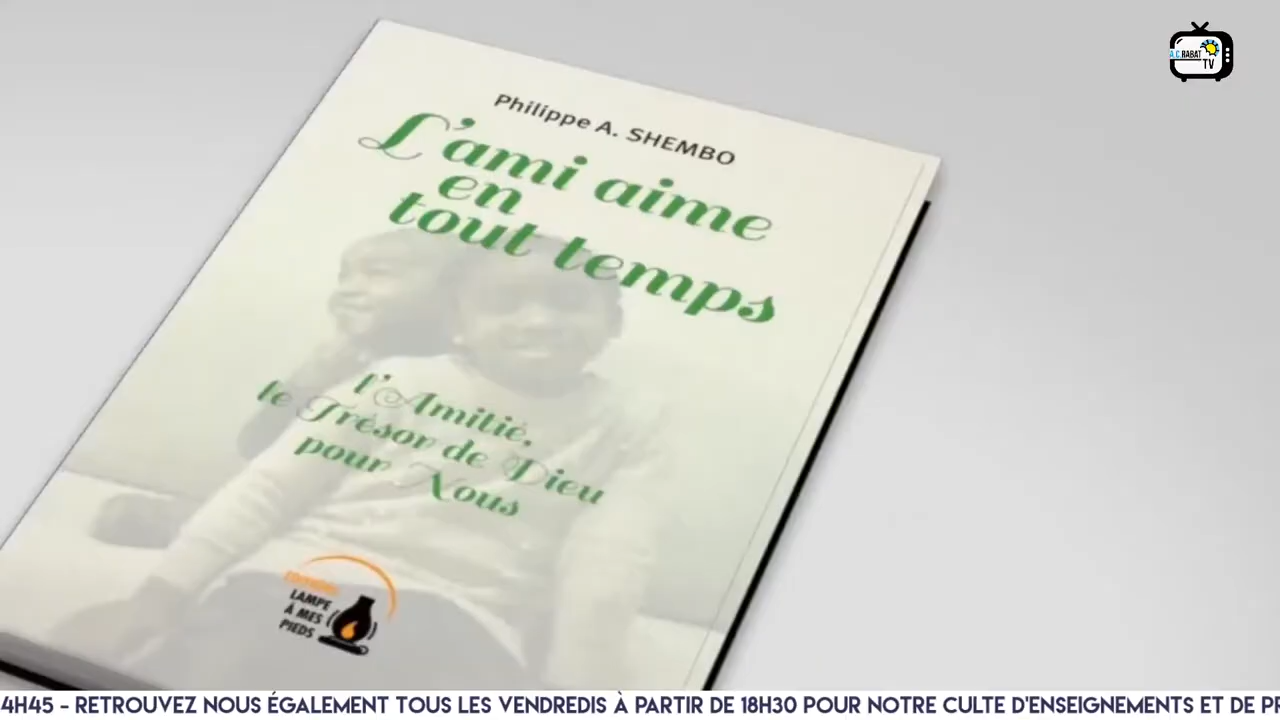 A.C RABAT
TV
Philippe A. SHEMBO
L'ami aime
en
tout temps
l'Amitié,
le Trésor de Dieu
pour Nous
LAMPE
À MES
PIEDS
4H45 - RETROUVEZ NOUS ÉGALEMENT TOUS LES VENDREDIS À PARTIR DE 18H30 POUR NOTRE CULTE D'ENSEIGNEMENTS ET DE